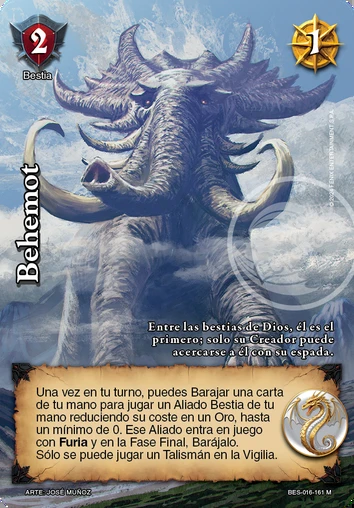 2
1
Bestia
Behemot
Entre las bestias de Dios, él es el
primero; solo su Creador puede
acercarse a él con su espada.
Una vez en tu turno, puedes Barajar una carta
de tu mano para jugar un Aliado Bestia de tu
mano reduciendo su coste en un Oro, hasta
un mínimo de 0. Ese Aliado entra en juego
con Furia y en la Fase Final, Barájalo.
Sólo se puede jugar un Talismán en la Vigilia.
ARTE: JOSÉ MUÑOZ
BES-016-161 M